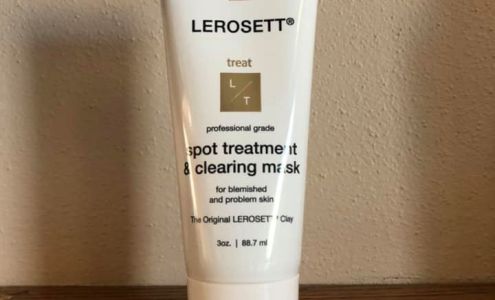 LEROSETT®
treat
L
T
professional grade
spot treatment
& clearing mask
for blemished
and problem skin
The Original LEROSETT® Clay
3oz. | 88.7 ml